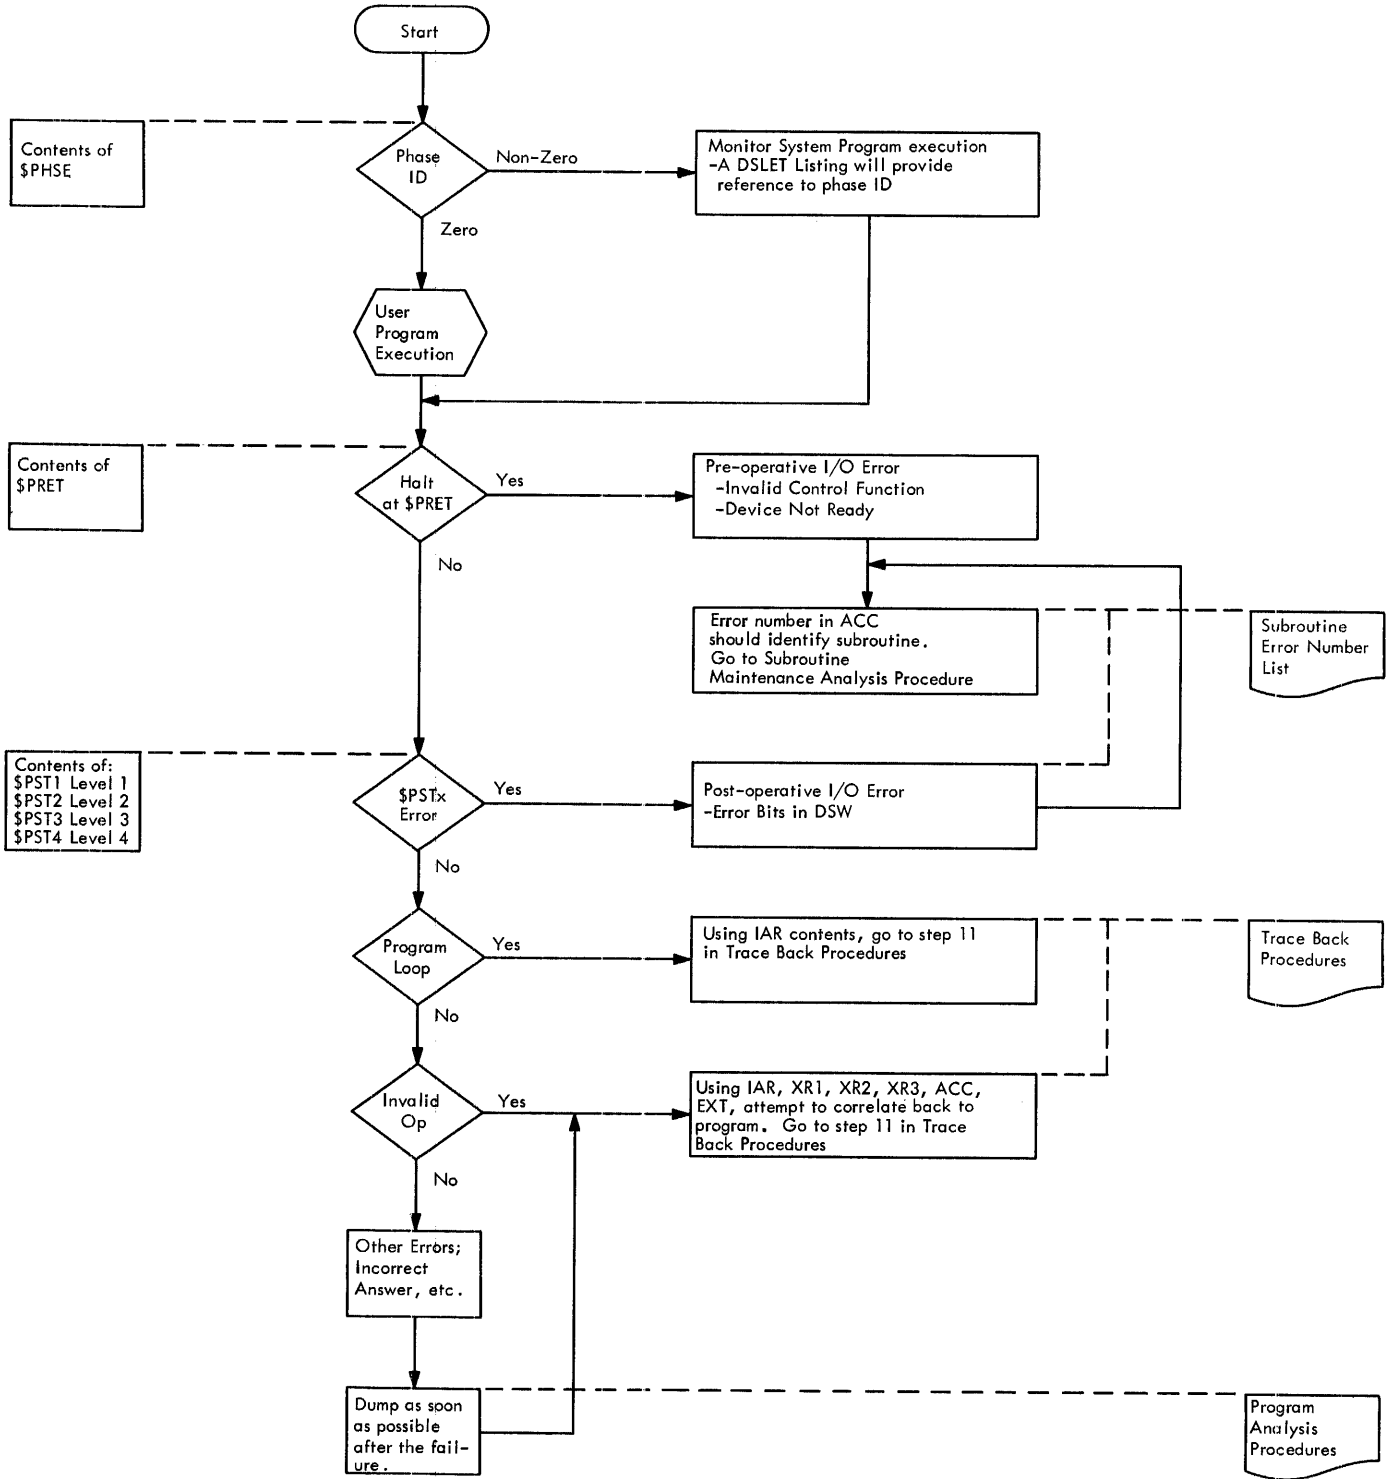 Start
Contents of
$PHSE
Phase
ID
Non-Zero
Monitor System Program execution
-A DSLET Listing will provide
reference to phase ID
Zero
User
Program
Execution
Contents of
$PRET
Halt
at $PRET
Yes
Pre-operative I/O Error
-Invalid Control Function
-Device Not Ready
No
Error number in ACC
should identify subroutine.
Go to Subroutine
Maintenance Analysis Procedure
Subroutine
Error Number
List
Contents of:
$PST1 Level 1
$PST2 Level 2
$PST3 Level 3
$PST4 Level 4
$PSTx
Error
Yes
Post-operative I/O Error
-Error Bits in DSW
No
Program
Loop
Yes
Using IAR contents, go to step 11
in Trace Back Procedures
Trace Back
Procedures
No
Invalid
Op
Yes
Using IAR, XR1, XR2, XR3, ACC,
EXT, attempt to correlate back to
program. Go to step 11 in Trace
Back Procedures
No
Other Errors;
Incorrect
Answer, etc.
Dump as soon
as possible
after the fail-
ure.
Program
Analysis
Procedures